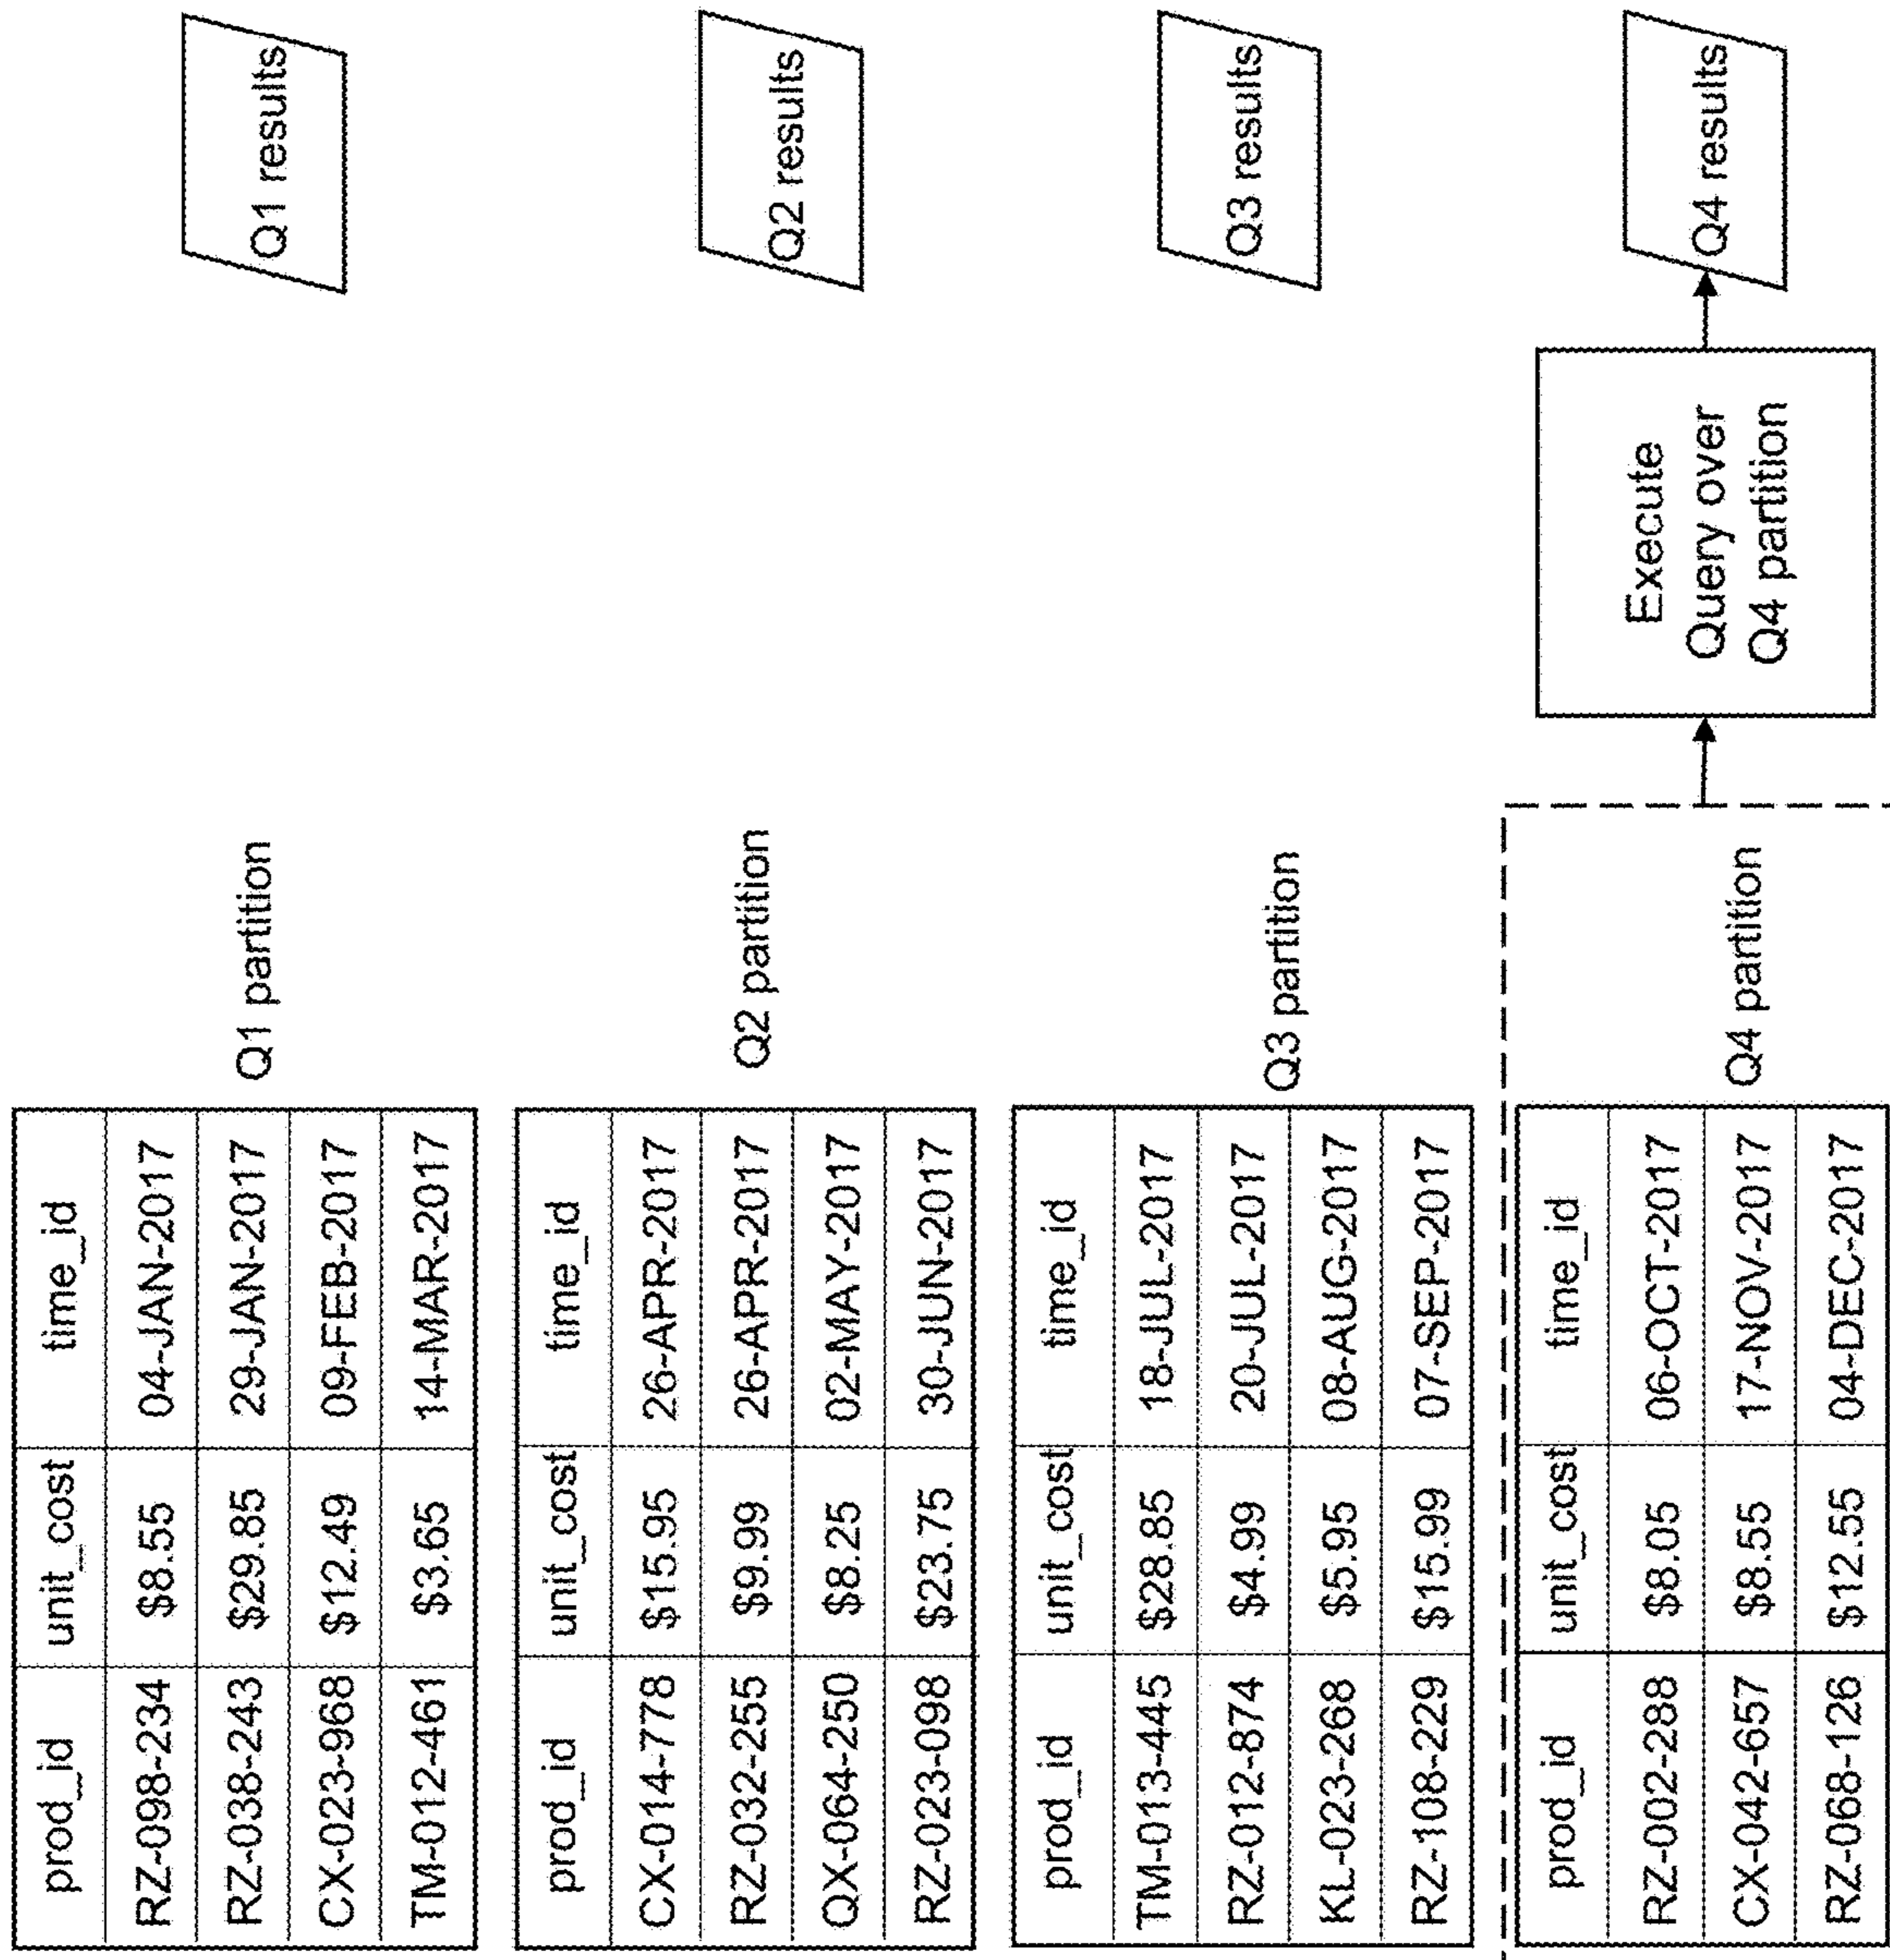 prod_id unit_cost time_id
RZ-098-234 $8.55 04-JAN-2017
RZ-038-243 $29.85 29-JAN-2017
CX-023-968 $12.49 09-FEB-2017
TM-012-461 $3.65 14-MAR-2017
Q1 partition
Q1 results
prod_id unit_cost time_id
CX-014-778 $15.95 26-APR-2017
RZ-032-255 $9.99 26-APR-2017
QX-064-250 $8.25 02-MAY-2017
RZ-023-098 $23.75 30-JUN-2017
Q2 partition
Q2 results
prod_id unit_cost time_id
TM-013-445 $28.85 18-JUL-2017
RZ-012-874 $4.99 20-JUL-2017
KL-023-268 $5.95 08-AUG-2017
RZ-108-229 $15.99 07-SEP-2017
Q3 partition
Q3 results
prod_id unit_cost time_id
RZ-002-288 $8.05 06-OCT-2017
CX-042-657 $8.55 17-NOV-2017
RZ-068-126 $12.55 04-DEC-2017
Q4 partition
Execute
Query over
Q4 partition
Q4 results